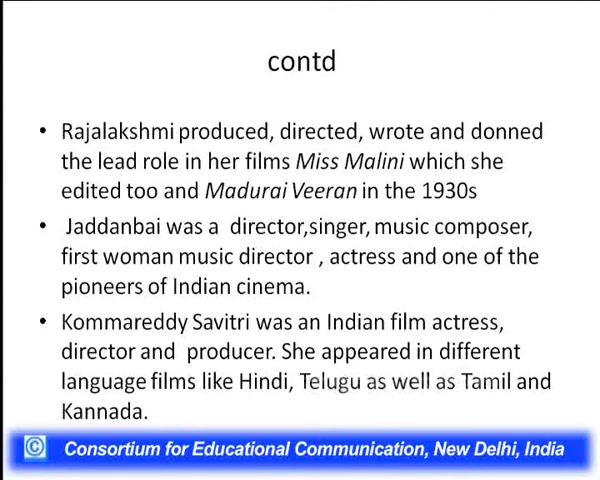 contd
• Rajalakshmi produced, directed, wrote and donned
the lead role in her films Miss Malini which she
edited too and Madurai Veeran in the 1930s
• Jaddanbai was a director,singer, music composer,
first woman music director , actress and one of the
pioneers of Indian cinema.
• Kommareddy Savitri was an Indian film actress,
director and producer. She appeared in different
language films like Hindi, Telugu as well as Tamil and
Kannada.
© Consortium for Educational Communication, New Delhi, India